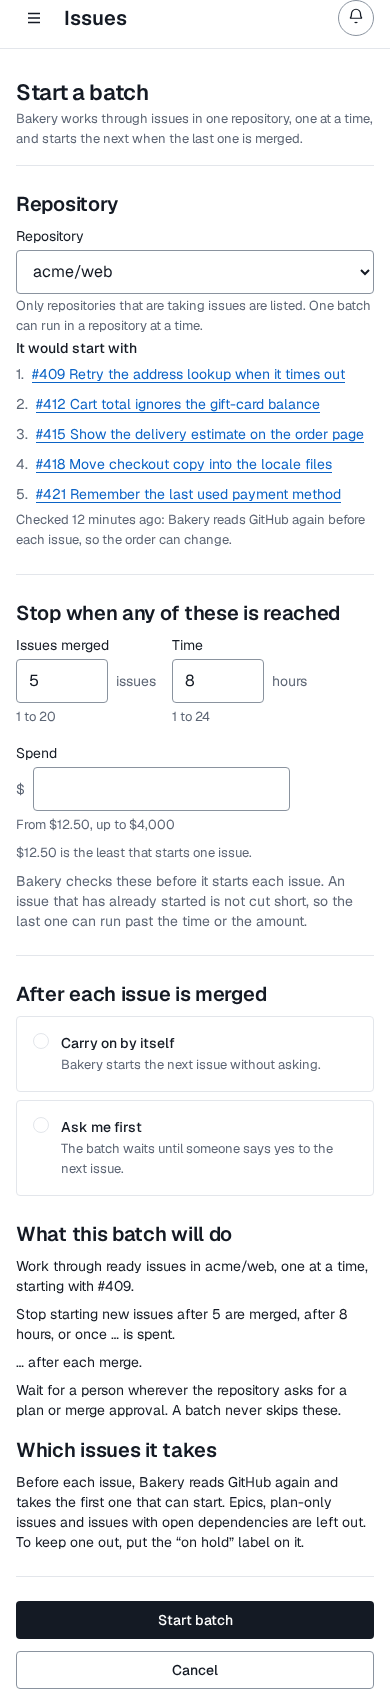 Issues
Start a batch
Bakery works through issues in one repository, one at a time,
and starts the next when the last one is merged.
Repository
Repository
acme/web
Only repositories that are taking issues are listed. One batch
can run in a repository at a time.
It would start with
1. #409 Retry the address lookup when it times out
2. #412 Cart total ignores the gift-card balance
3. #415 Show the delivery estimate on the order page
4. #418 Move checkout copy into the locale files
5. #421 Remember the last used payment method
Checked 12 minutes ago: Bakery reads GitHub again before
each issue, so the order can change.
Stop when any of these is reached
Issues merged Time
5 issues 8 hours
1 to 20 1 to 24
Spend
$
From $12.50, up to $4,000
$12.50 is the least that starts one issue.
Bakery checks these before it starts each issue. An
issue that has already started is not cut short, so the
last one can run past the time or the amount.
After each issue is merged
Carry on by itself
Bakery starts the next issue without asking.
Ask me first
The batch waits until someone says yes to the
next issue.
What this batch will do
Work through ready issues in acme/web, one at a time,
starting with #409.
Stop starting new issues after 5 are merged, after 8
hours, or once … is spent.
… after each merge.
Wait for a person wherever the repository asks for a
plan or merge approval. A batch never skips these.
Which issues it takes
Before each issue, Bakery reads GitHub again and
takes the first one that can start. Epics, plan-only
issues and issues with open dependencies are left out.
To keep one out, put the “on hold” label on it.
Start batch
Cancel